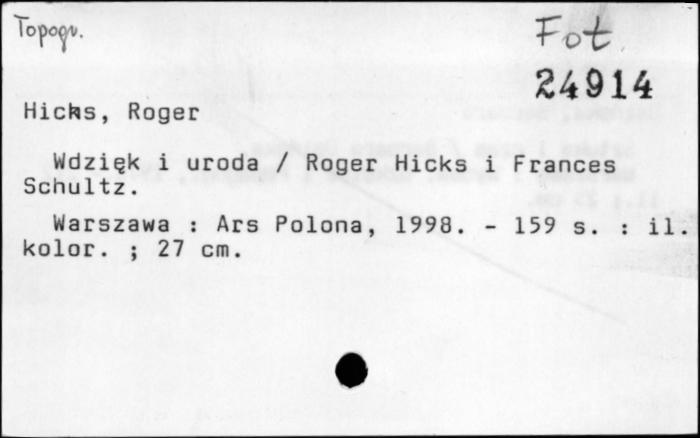 Topogr.
Fot
24914
Hicks, Roger
Wdzięk i uroda / Roger Hicks i Frances
Schultz.
Warszawa : Ars Polona, 1998. - 159 s. : il.
kolor. ; 27 cm.